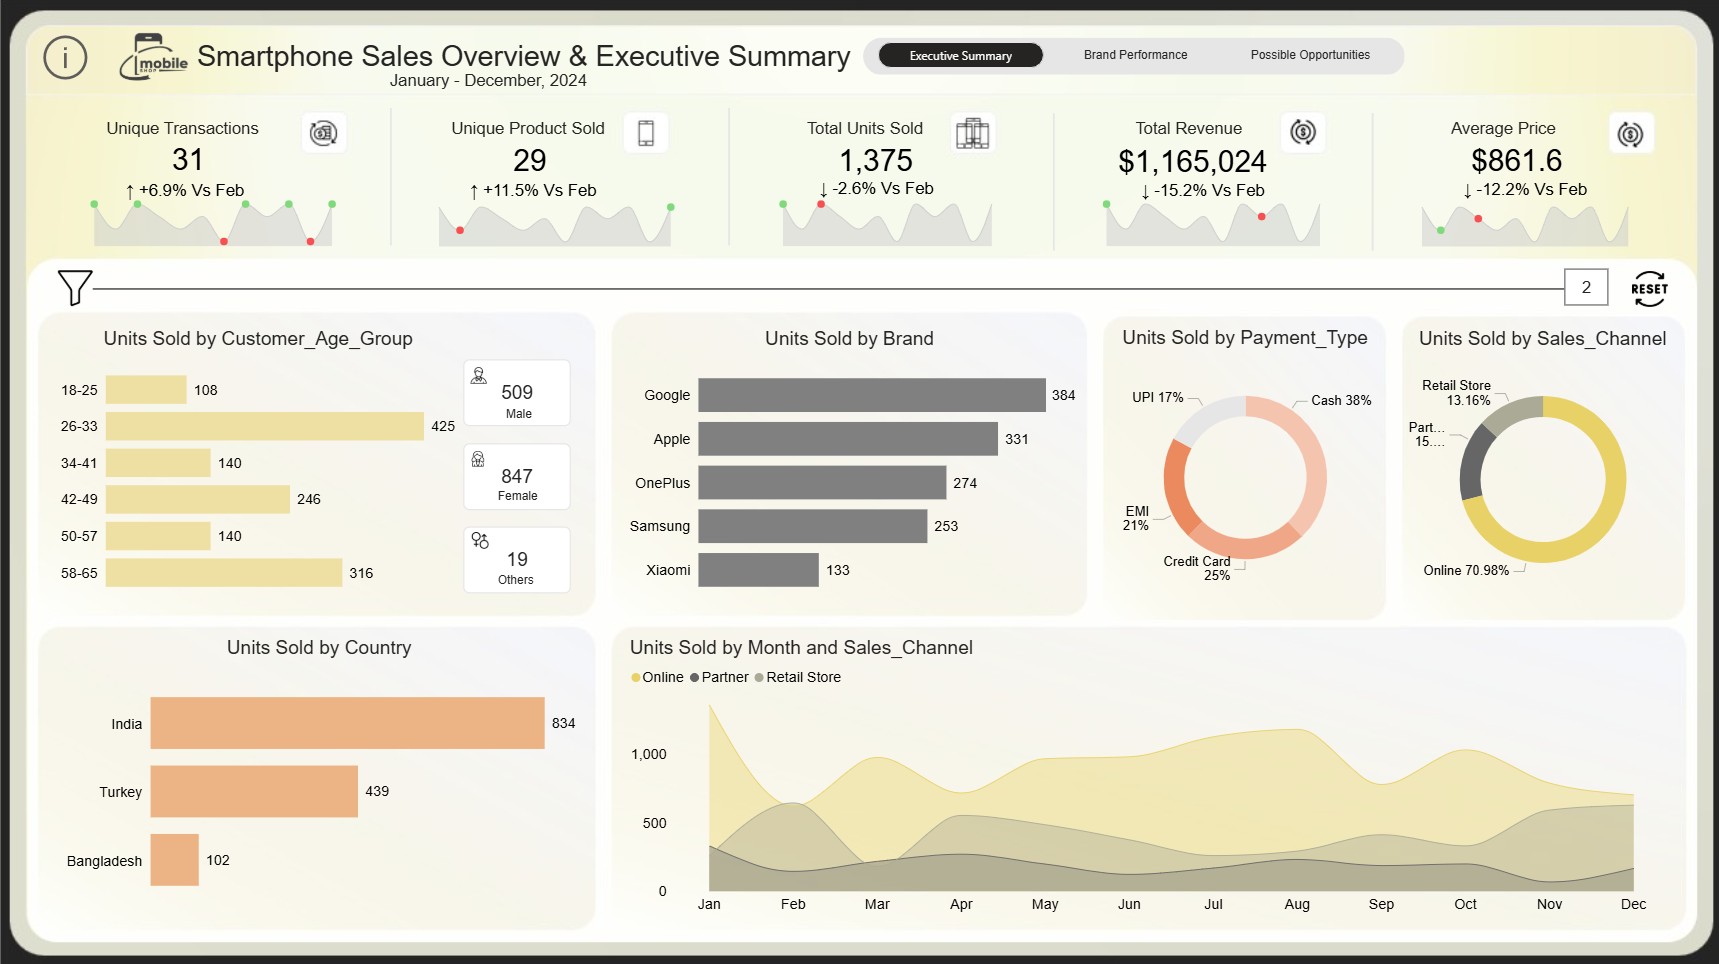 i
mobile
SHOP
Smartphone Sales Overview & Executive Summary
January - December, 2024
Executive Summary
Brand Performance
Possible Opportunities
Unique Transactions
31
↑ +6.9% Vs Feb
Unique Product Sold
29
↑ +11.5% Vs Feb
Total Units Sold
1,375
↓ -2.6% Vs Feb
Total Revenue
$1,165,024
↓ -15.2% Vs Feb
Average Price
$861.6
↓ -12.2% Vs Feb
2
RESET
Units Sold by Customer_Age_Group
18-25 108
26-33 425
34-41 140
42-49 246
50-57 140
58-65 316
509
Male
847
Female
19
Others
Units Sold by Brand
Google 384
Apple 331
OnePlus 274
Samsung 253
Xiaomi 133
Units Sold by Payment_Type
UPI 17%
Cash 38%
EMI
21%
Credit Card
25%
Units Sold by Sales_Channel
Retail Store
13.16%
Part...
15....
Online 70.98%
Units Sold by Country
India 834
Turkey 439
Bangladesh 102
Units Sold by Month and Sales_Channel
Online Partner Retail Store
1,000
500
0
Jan Feb Mar Apr May Jun Jul Aug Sep Oct Nov Dec